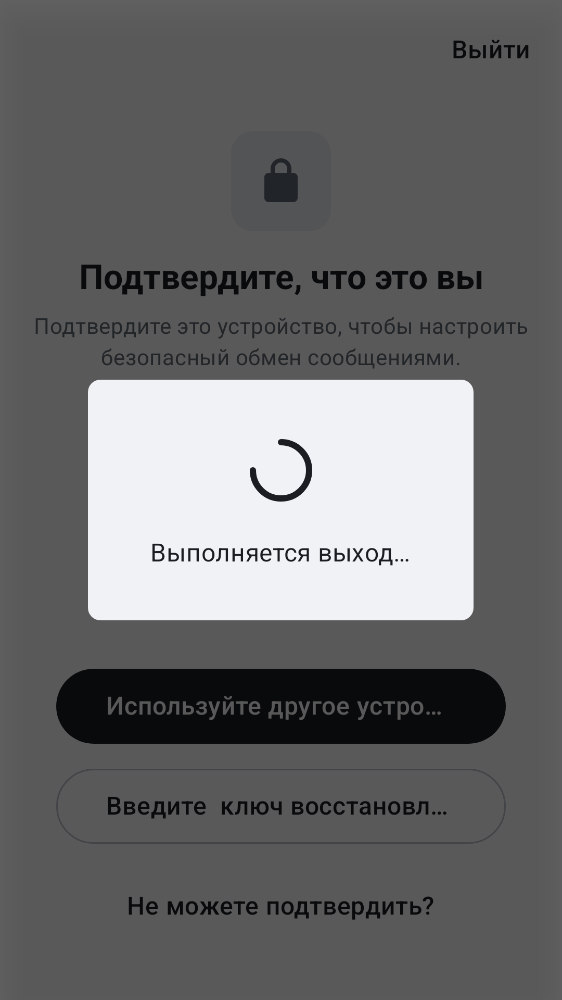 Выйти
Подтвердите, что это вы
Подтвердите это устройство, чтобы настроить
безопасный обмен сообщениями.
Выполняется выход…
Используйте другое устро…
Введите  ключ восстановл…
Не можете подтвердить?